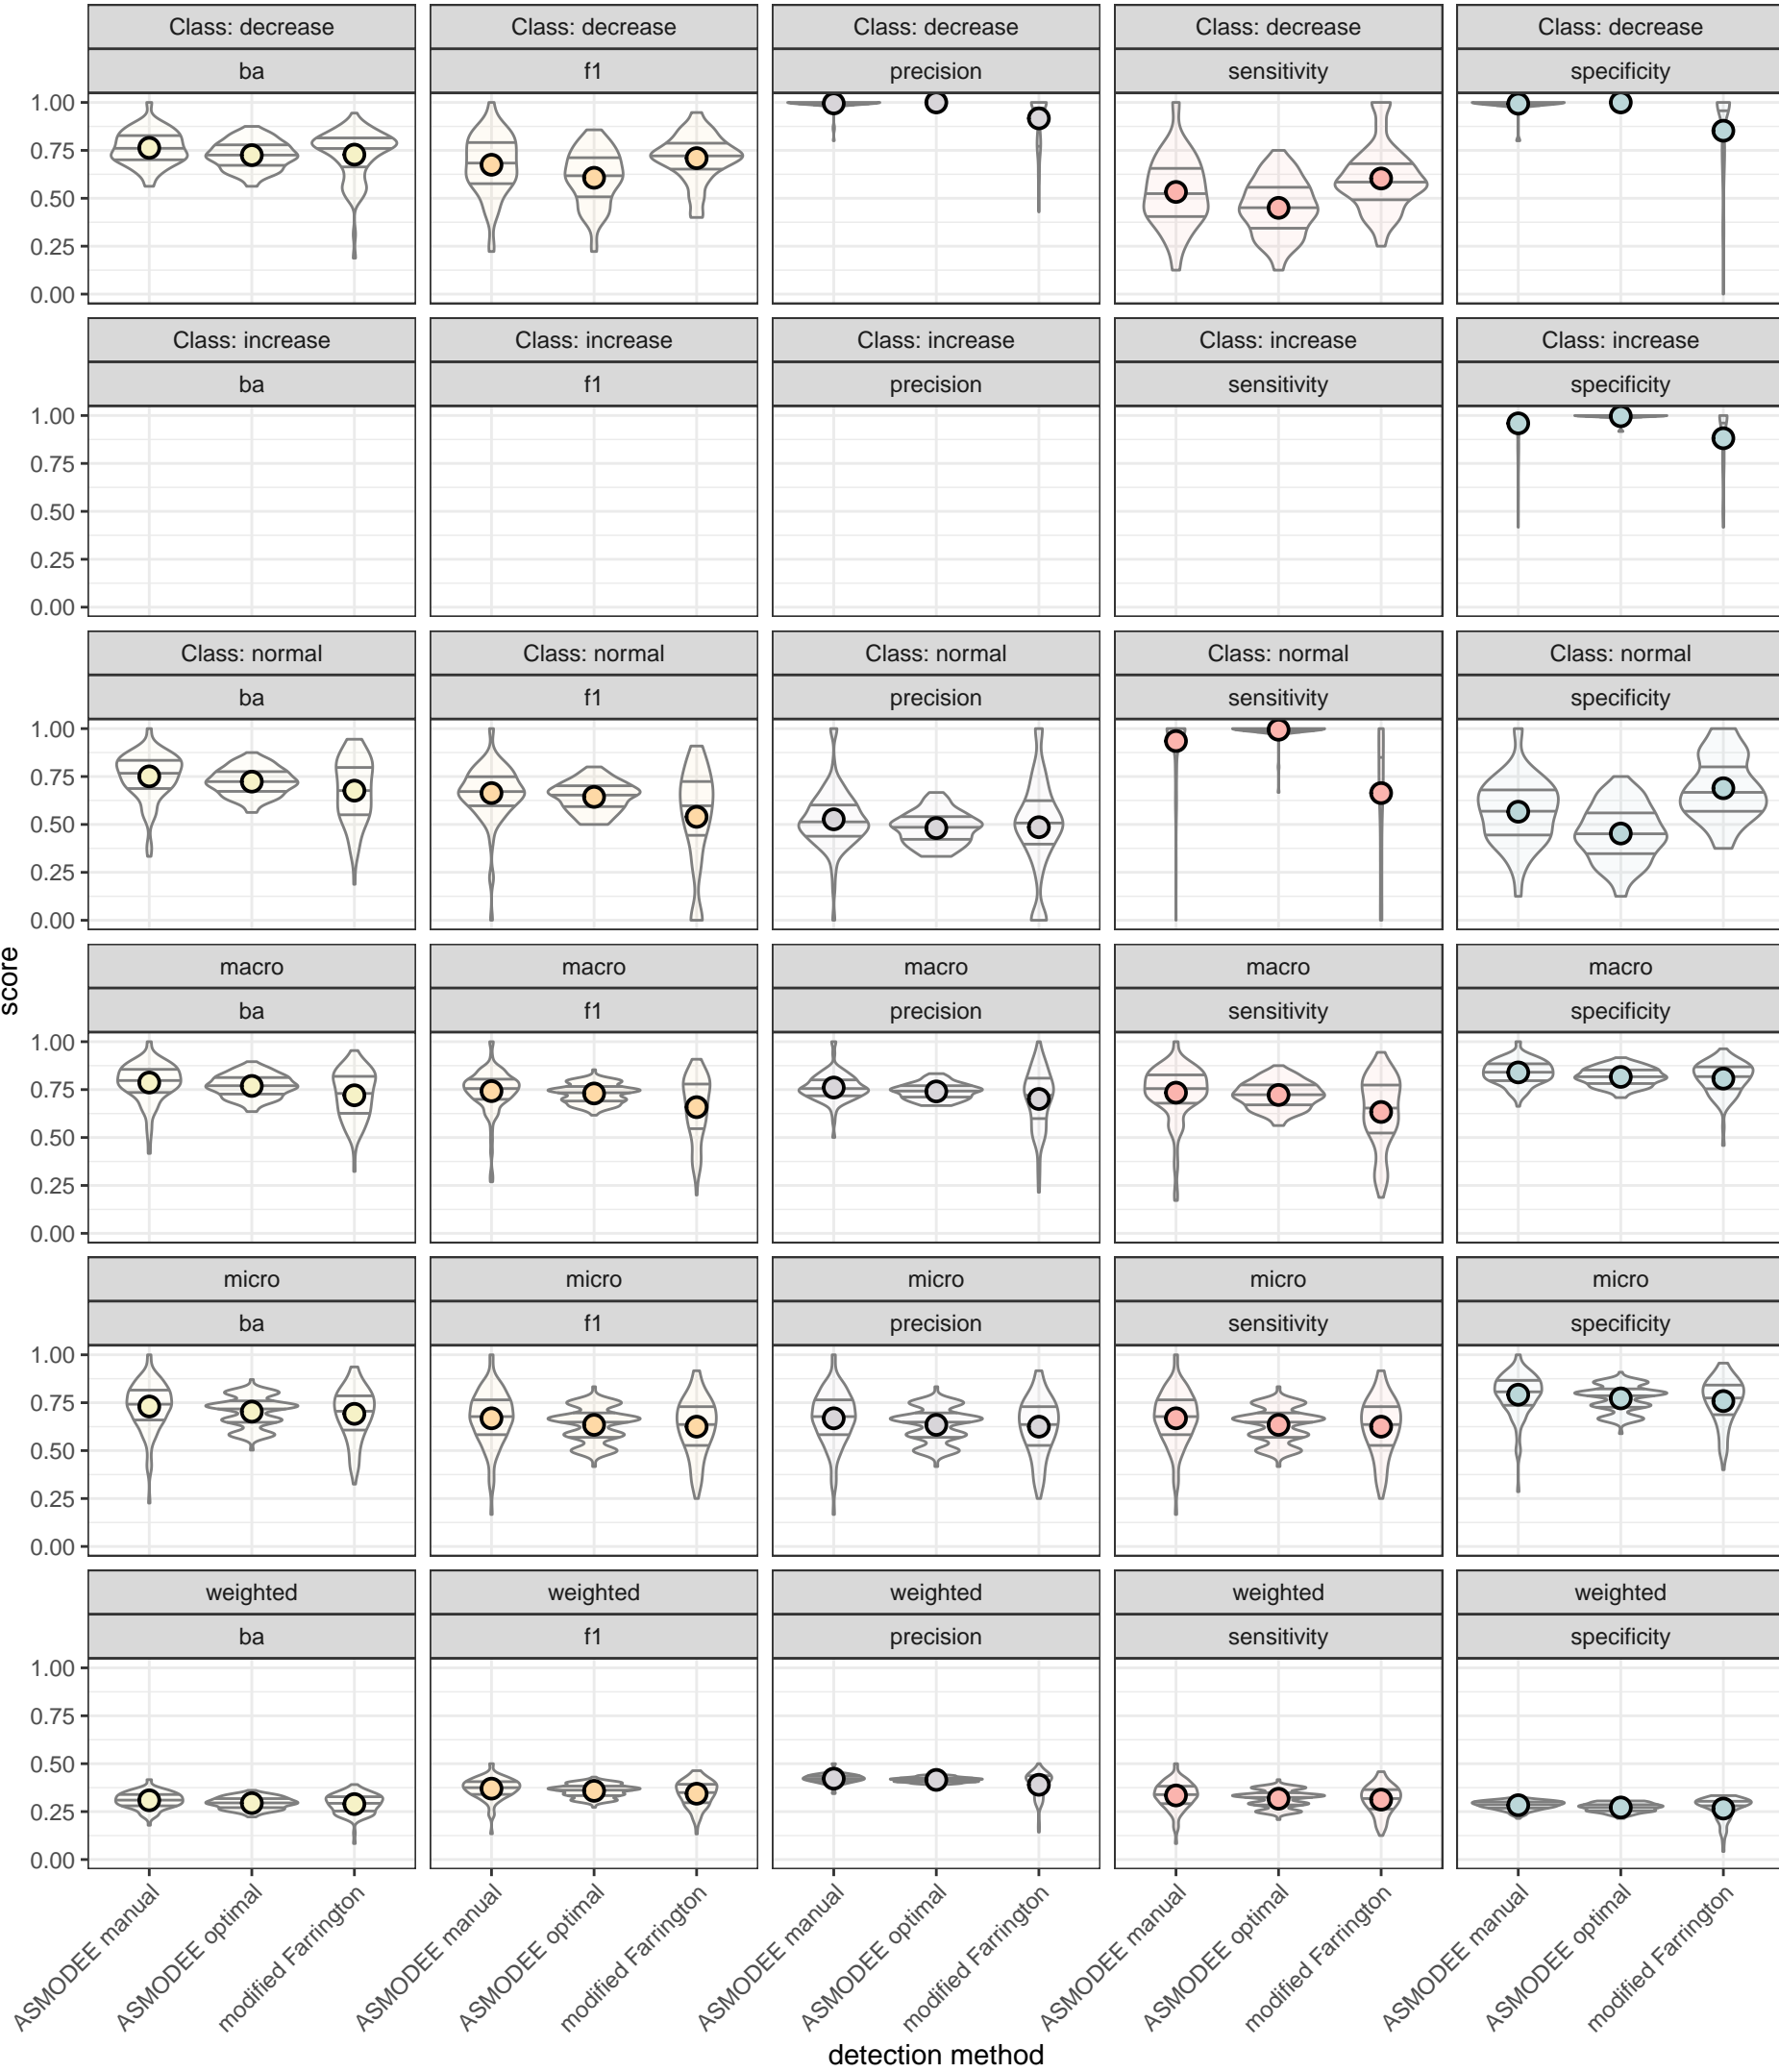 Class: decrease Class: decrease Class: decrease Class: decrease Class: decrease
ba f1 precision sensitivity specificity
1.00
0.75
0.50
0.25
0.00
Class: increase Class: increase Class: increase Class: increase Class: increase
ba f1 precision sensitivity specificity
1.00
0.75
0.50
0.25
0.00
Class: normal Class: normal Class: normal Class: normal Class: normal
ba f1 precision sensitivity specificity
1.00
0.75
0.50
0.25
0.00
score
macro macro macro macro macro
ba f1 precision sensitivity specificity
1.00
0.75
0.50
0.25
0.00
micro micro micro micro micro
ba f1 precision sensitivity specificity
1.00
0.75
0.50
0.25
0.00
weighted weighted weighted weighted weighted
ba f1 precision sensitivity specificity
1.00
0.75
0.50
0.25
0.00
ASMODEE manual ASMODEE optimal modified Farrington ASMODEE manual ASMODEE optimal modified Farrington ASMODEE manual ASMODEE optimal modified Farrington ASMODEE manual ASMODEE optimal modified Farrington ASMODEE manual ASMODEE optimal modified Farrington
detection method